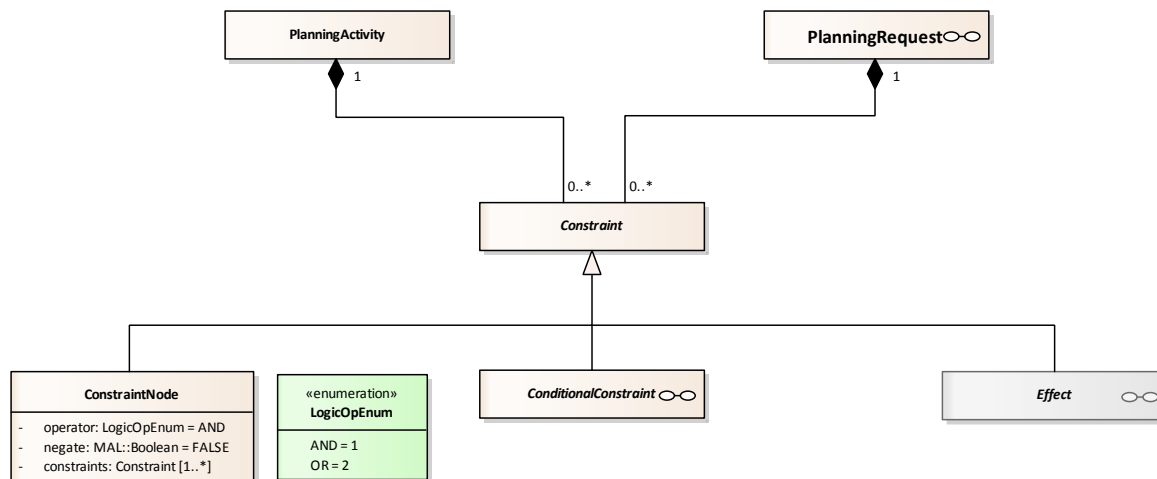 PlanningActivity
PlanningRequest
1
1
0..*
0..*
Constraint
ConstraintNode
- operator: LogicOpEnum = AND
- negate: MAL::Boolean = FALSE
- constraints: Constraint [1..*]
«enumeration»
LogicOpEnum
AND = 1
OR = 2
ConditionalConstraint
Effect